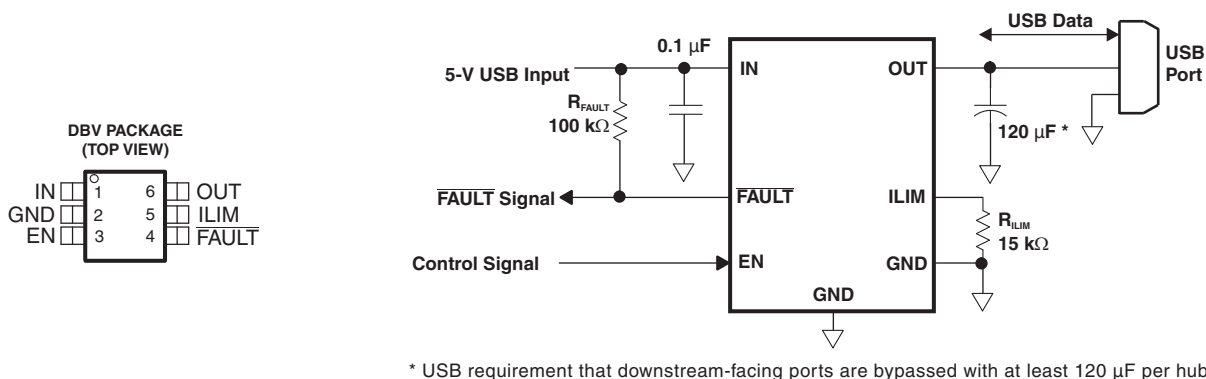 DBV PACKAGE
(TOP VIEW)
IN 1 6 OUT
GND 2 5 ILIM
EN 3 4 FAULT
USB Data
0.1 μF
5-V USB Input
IN
OUT
USB
Port
RFAULT
100 kΩ
120 μF *
FAULT Signal
FAULT
ILIM
RILIM
15 kΩ
Control Signal
EN
GND
GND
* USB requirement that downstream-facing ports are bypassed with at least 120 μF per hub